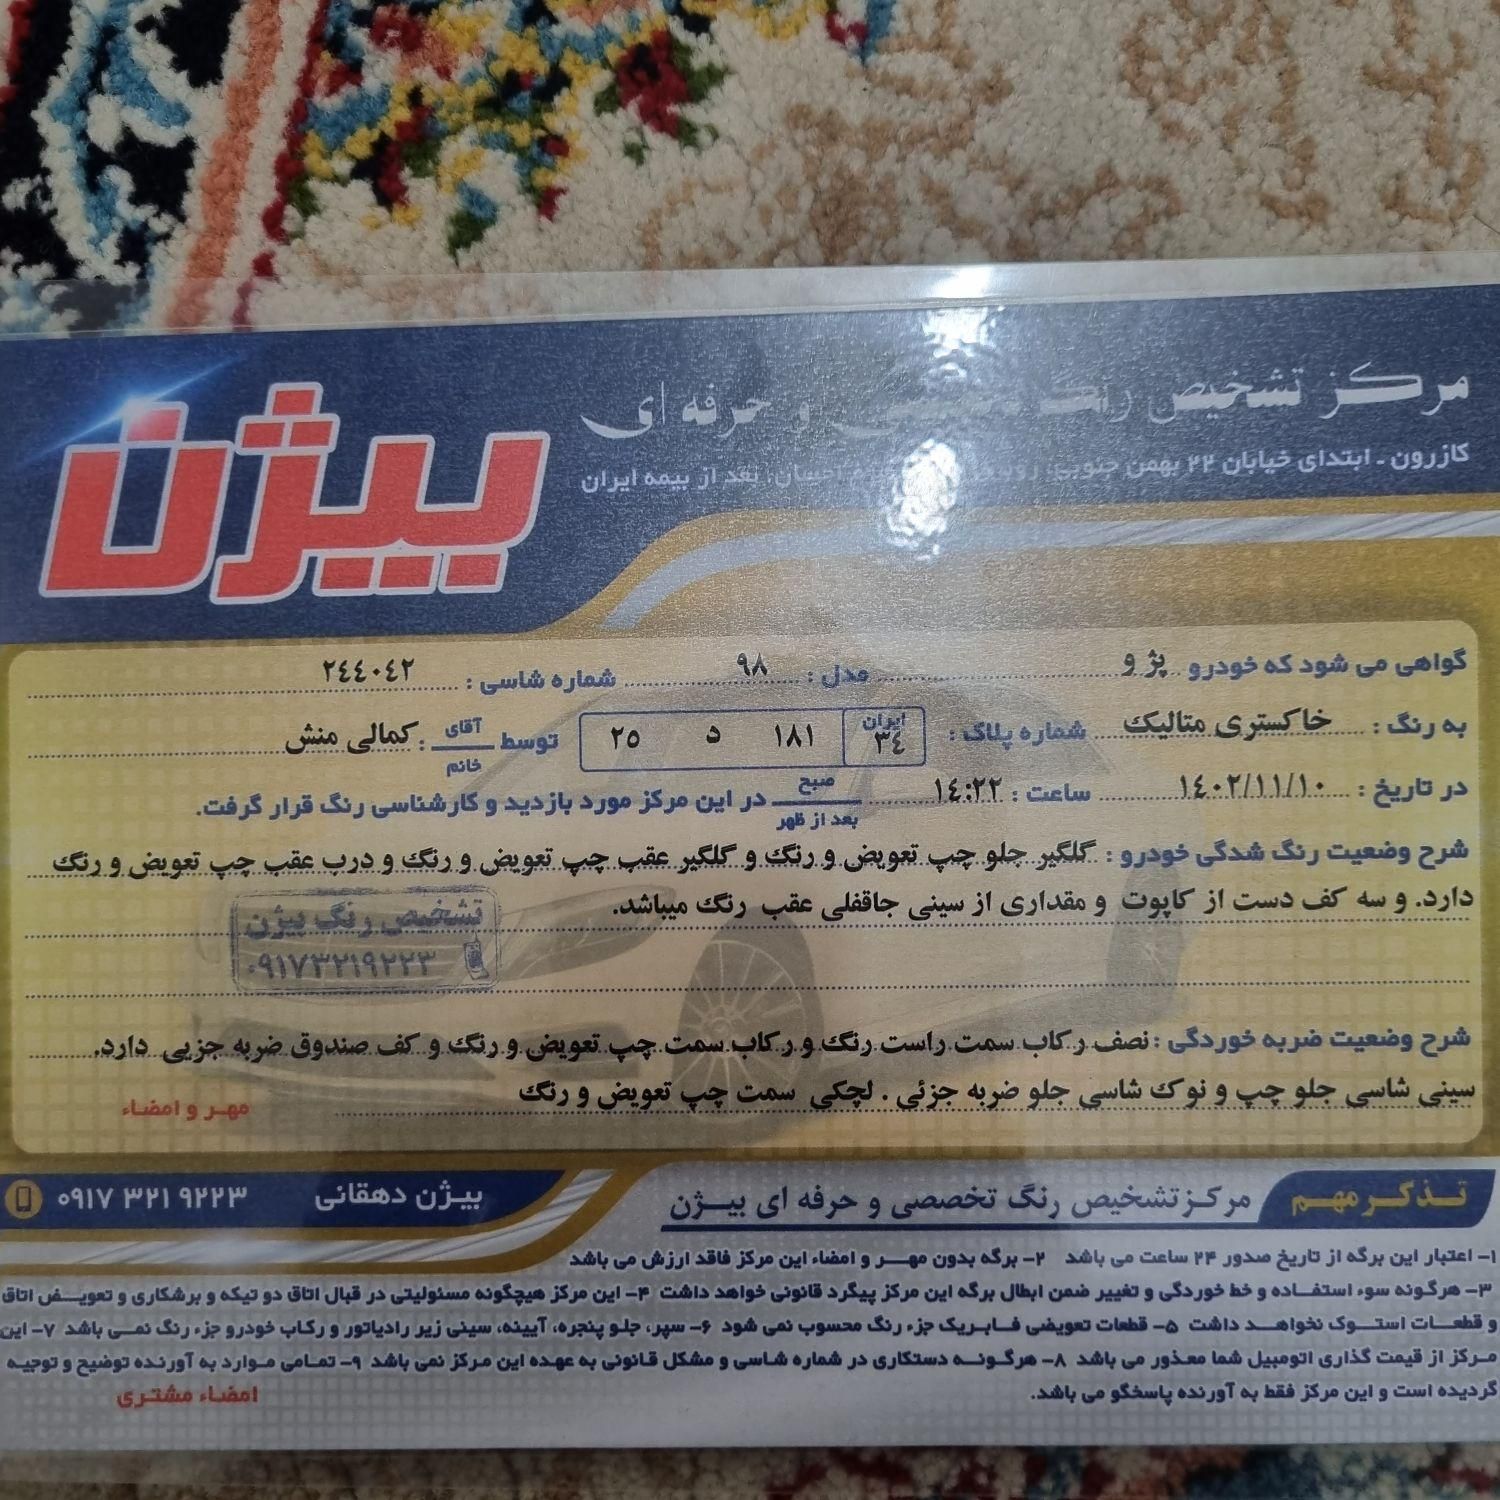 مرکز تشخیص رنگ و حرفه ای
بیژن
کازرون - ابتدای خیابان ۲۲ بهمن جنوبی، احسان، بعد از بیمه ایران
گواهی می شود که خودرو پژو مدل : ۹۸ شماره شاسی : ۲۴۴۰۴۲
به رنگ : خاکستری متالیک شماره پلاک : ایران ۳۴ ۱۸۱ د ۲۵ توسط آقای خانم : کمالی منش
در تاریخ : ۱۴۰۲/۱۱/۱۰ ساعت : ۱۴:۲۲ صبح بعد از ظهر در این مرکز مورد بازدید و کارشناسی رنگ قرار گرفت.
شرح وضعیت رنگ شدگی خودرو : گلگیر جلو چپ تعویض و رنگ و گلگیر عقب چپ تعویض و رنگ و درب عقب چپ تعویض و رنگ
دارد. و سه کف دست از کاپوت و مقداری از سینی جاقفلی عقب رنگ میباشد.
تشخیص رنگ بیژن
۰۹۱۷۳۲۱۹۲۲۳
شرح وضعیت ضربه خوردگی : نصف رکاب سمت راست رنگ و رکاب سمت چپ تعویض و رنگ و کف صندوق ضربه جزیی دارد.
سینی شاسی جلو چپ و نوک شاسی جلو ضربه جزئی . لچکی سمت چپ تعویض و رنگ
مهر و امضاء
تذکر مهم مرکز تشخیص رنگ تخصصی و حرفه ای بیژن بیژن دهقانی ۰۹۱۷ ۳۲۱ ۹۲۲۳
۱- اعتبار این برگه از تاریخ صدور ۲۴ ساعت می باشد ۲- برگه بدون مهر و امضاء این مرکز فاقد ارزش می باشد
۳- هرگونه سوء استفاده و خط خوردگی و تغییر ضمن ابطال برگه این مرکز پیگرد قانونی خواهد داشت ۴- این مرکز هیچگونه مسئولیتی در قبال اتاق دو تیکه و برشکاری و تعویض اتاق
و قطعات استوک نخواهد داشت ۵- قطعات تعویضی فابریک جزء رنگ محسوب نمی شود ۶- سپر، جلو پنجره، آیینه، سینی زیر رادیاتور و رکاب خودرو جزء رنگ نمی باشد ۷- این
مرکز از قیمت گذاری اتومبیل شما معذور می باشد ۸- هرگونه دستکاری در شماره شاسی و مشکل قانونی به عهده این مرکز نمی باشد ۹- تمامی موارد به آورنده توضیح و توجیه
گردیده است و این مرکز فقط به آورنده پاسخگو می باشد.
امضاء مشتری